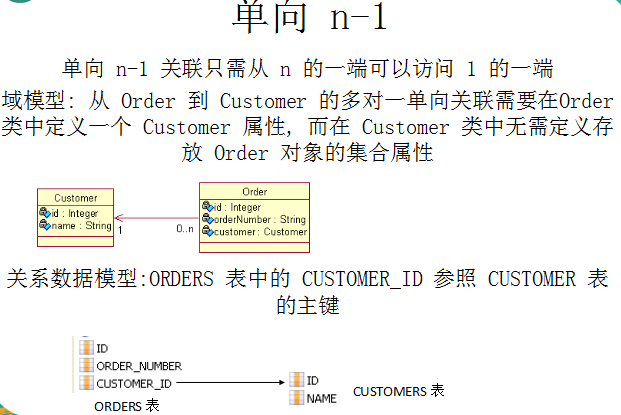 单向 n-1
单向 n-1 关联只需从 n 的一端可以访问 1 的一端
域模型: 从 Order 到 Customer 的多对一单向关联需要在Order
类中定义一个 Customer 属性, 而在 Customer 类中无需定义存
放 Order 对象的集合属性
Customer
id : Integer
name : String
1
0..n
Order
id : Integer
orderNumber : String
customer : Customer
关系数据模型:ORDERS 表中的 CUSTOMER_ID 参照 CUSTOMER 表
的主键
ID
ORDER_NUMBER
CUSTOMER_ID
ORDERS 表
ID
NAME
CUSTOMERS 表